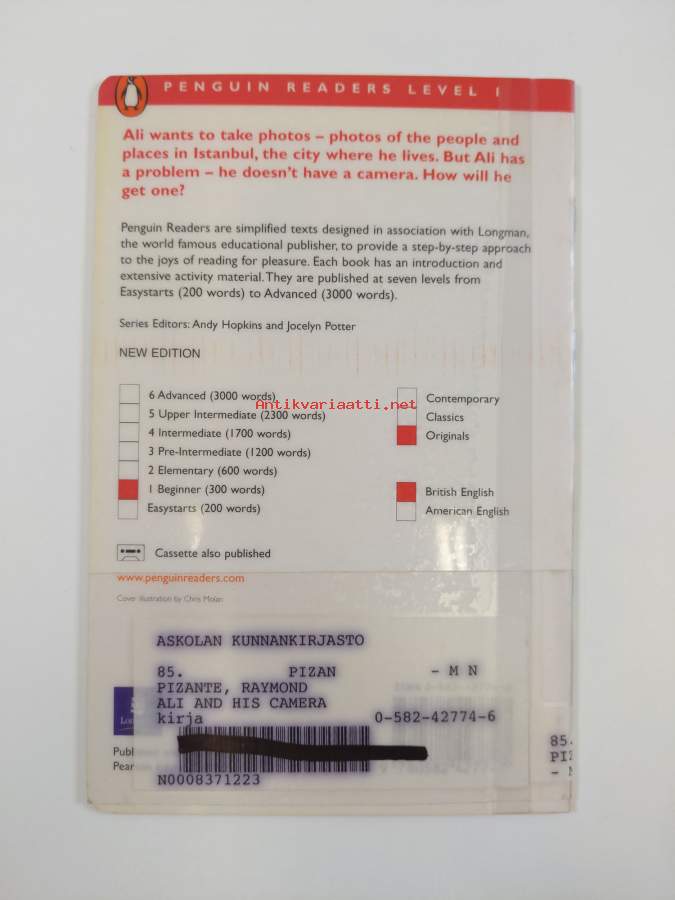 PENGUIN READERS LEVEL 1
Ali wants to take photos – photos of the people and
places in Istanbul, the city where he lives. But Ali has
a problem – he doesn't have a camera. How will he
get one?
Penguin Readers are simplified texts designed in association with Longman,
the world famous educational publisher, to provide a step-by-step approach
to the joys of reading for pleasure. Each book has an introduction and
extensive activity material. They are published at seven levels from
Easystarts (200 words) to Advanced (3000 words).
Series Editors: Andy Hopkins and Jocelyn Potter
NEW EDITION
6 Advanced (3000 words)
5 Upper Intermediate (2300 words)
4 Intermediate (1700 words)
3 Pre-Intermediate (1200 words)
2 Elementary (600 words)
1 Beginner (300 words)
Easystarts (200 words)
Contemporary
Classics
Originals
British English
American English
Antikvariaatti.net
Cassette also published
www.penguinreaders.com
Cover illustration by Chris Molan
ASKOLAN KUNNANKIRJASTO
85. PIZAN - M N
PIZANTE, RAYMOND
ALI AND HIS CAMERA
kirja 0-582-42774-6
N0008371223
85.